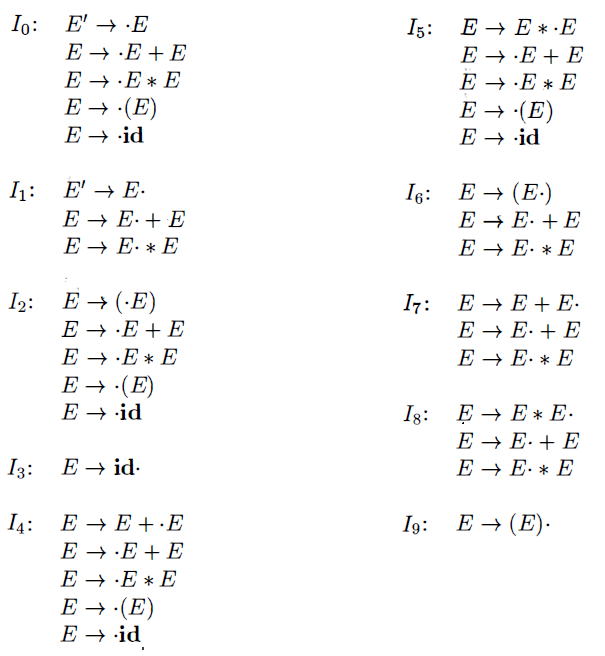 I₀: E′ → ·E
E → ·E + E
E → ·E * E
E → ·(E)
E → ·id
I₁: E′ → E·
E → E· + E
E → E· * E
I₂: E → (·E)
E → ·E + E
E → ·E * E
E → ·(E)
E → ·id
I₃: E → id·
I₄: E → E + ·E
E → ·E + E
E → ·E * E
E → ·(E)
E → ·id
I₅: E → E * ·E
E → ·E + E
E → ·E * E
E → ·(E)
E → ·id
I₆: E → (E·)
E → E· + E
E → E· * E
I₇: E → E + E·
E → E· + E
E → E· * E
I₈: E → E * E·
E → E· + E
E → E· * E
I₉: E → (E)·